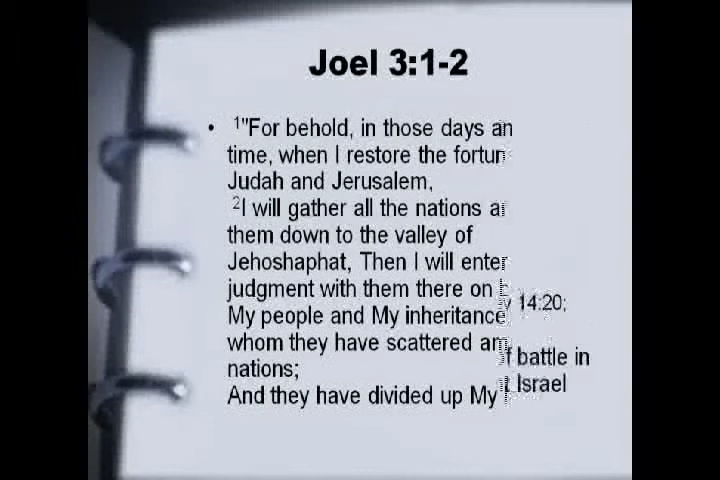 Joel 3:1-2
• 1"For behold, in those days an
time, when I restore the fortun
Judah and Jerusalem,
2I will gather all the nations a
them down to the valley of
Jehoshaphat, Then I will enter
judgment with them there on
14:20;
My people and My inheritance
whom they have scattered am
f battle in
nations;
Israel
And they have divided up My